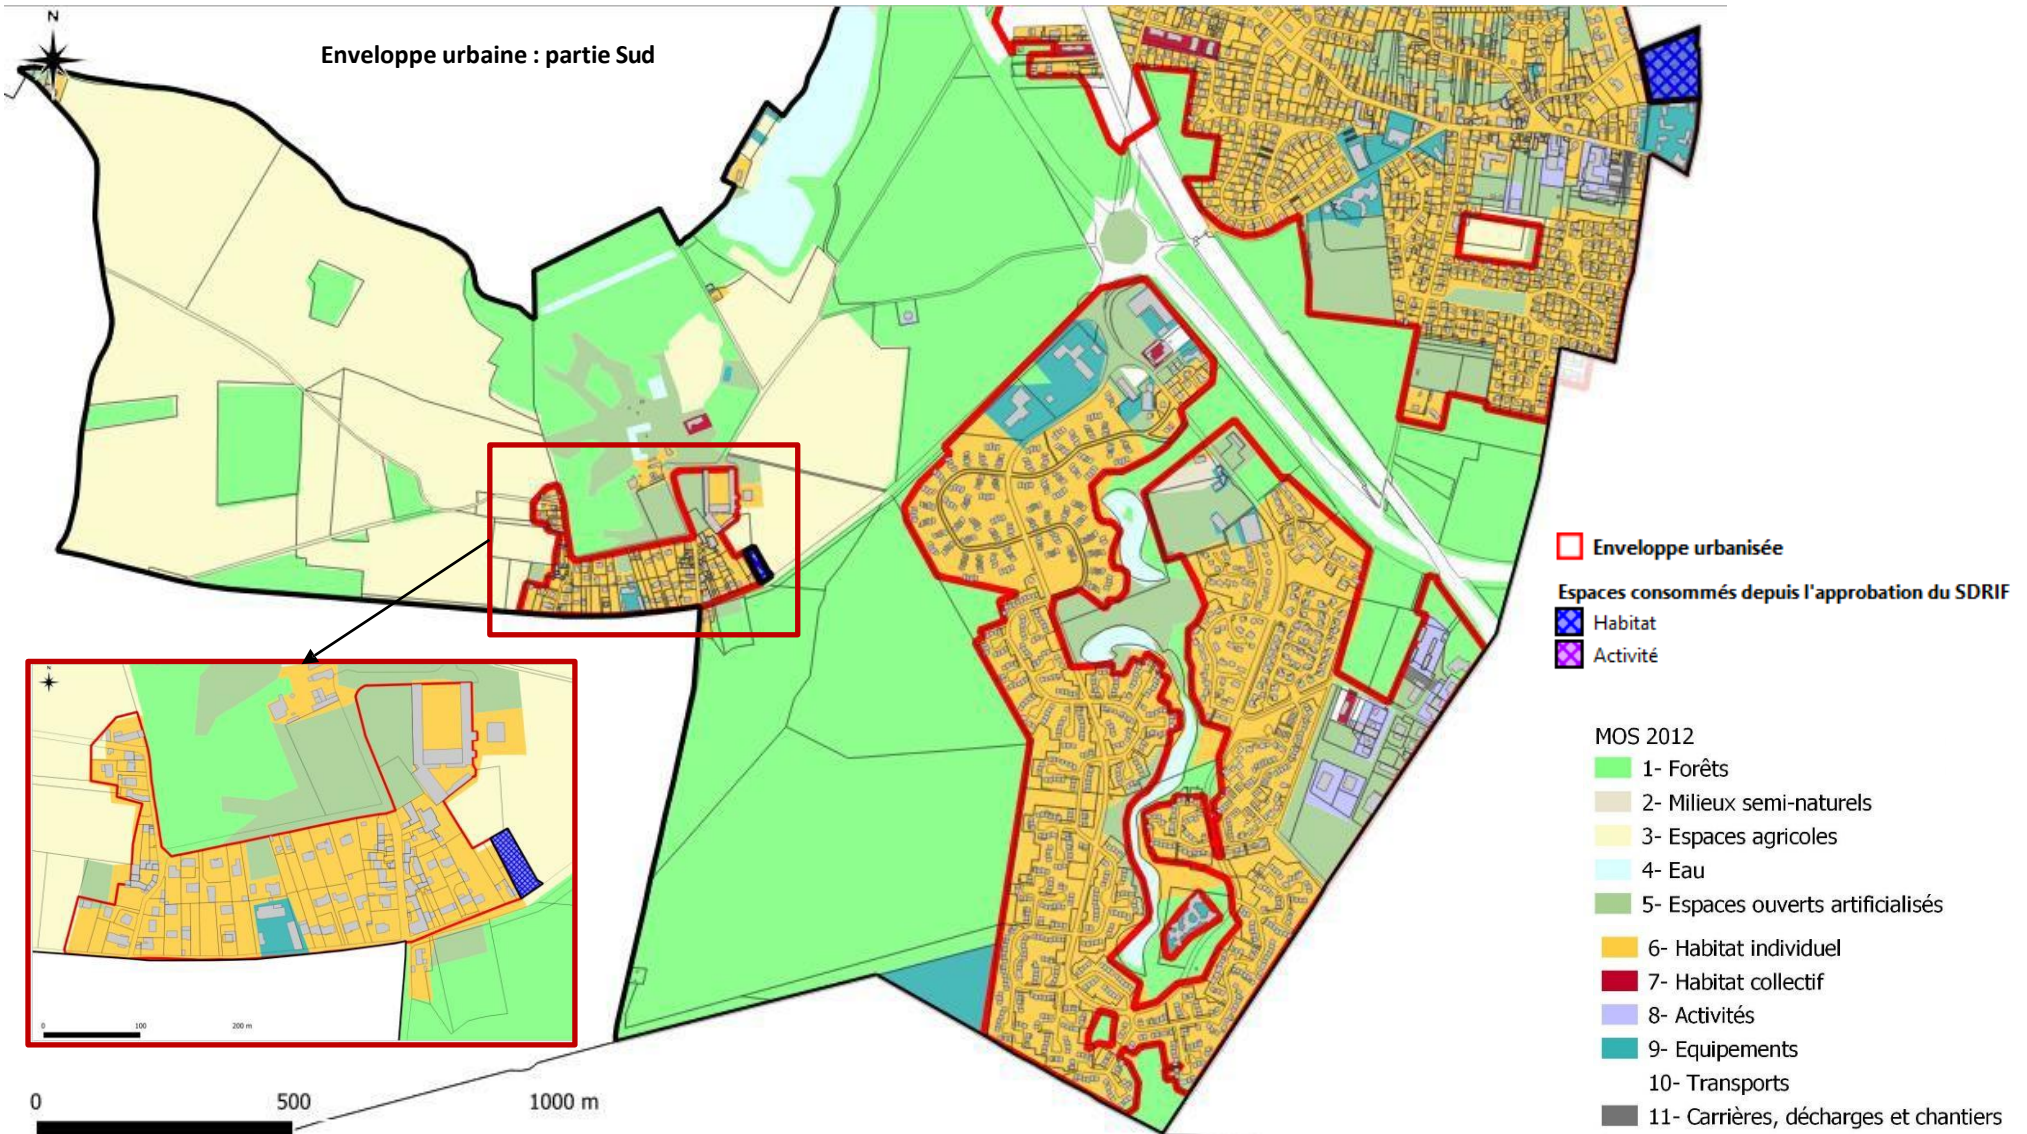 N
Enveloppe urbaine : partie Sud
Enveloppe urbanisée
Espaces consommés depuis l'approbation du SDRIF
Habitat
Activité
MOS 2012
1- Forêts
2- Milieux semi-naturels
3- Espaces agricoles
4- Eau
5- Espaces ouverts artificialisés
6- Habitat individuel
7- Habitat collectif
8- Activités
9- Equipements
10- Transports
11- Carrières, décharges et chantiers
0 100 200 m
0 500 1000 m